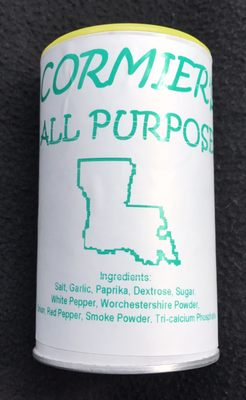 CORMIER'S
ALL PURPOSE
Ingredients:
Salt, Garlic, Paprika, Dextrose, Sugar,
White Pepper, Worchestershire Powder,
Red Pepper, Smoke Powder, Tri-calcium